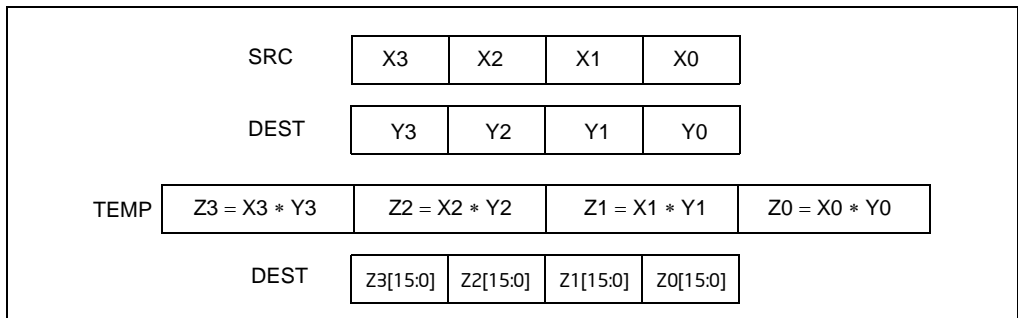 SRC X3 X2 X1 X0
DEST Y3 Y2 Y1 Y0
TEMP Z3 = X3 ∗ Y3 Z2 = X2 ∗ Y2 Z1 = X1 ∗ Y1 Z0 = X0 ∗ Y0
DEST Z3[15:0] Z2[15:0] Z1[15:0] Z0[15:0]